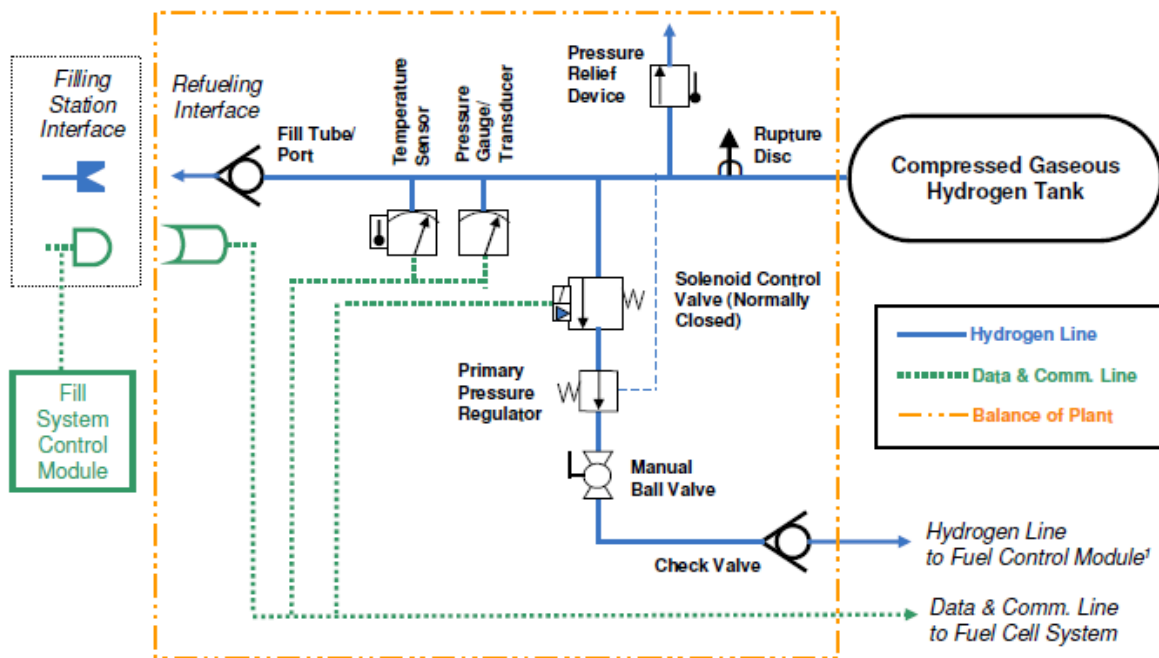 Filling
Station
Interface
Refueling
Interface
Fill Tube/
Port
Temperature
Sensor
Pressure
Gauge/
Transducer
Pressure
Relief
Device
Rupture
Disc
Compressed Gaseous
Hydrogen Tank
Solenoid Control
Valve (Normally
Closed)
Hydrogen Line
Data & Comm. Line
Balance of Plant
Fill
System
Control
Module
Primary
Pressure
Regulator
Manual
Ball Valve
Check Valve
Hydrogen Line
to Fuel Control Module¹
Data & Comm. Line
to Fuel Cell System